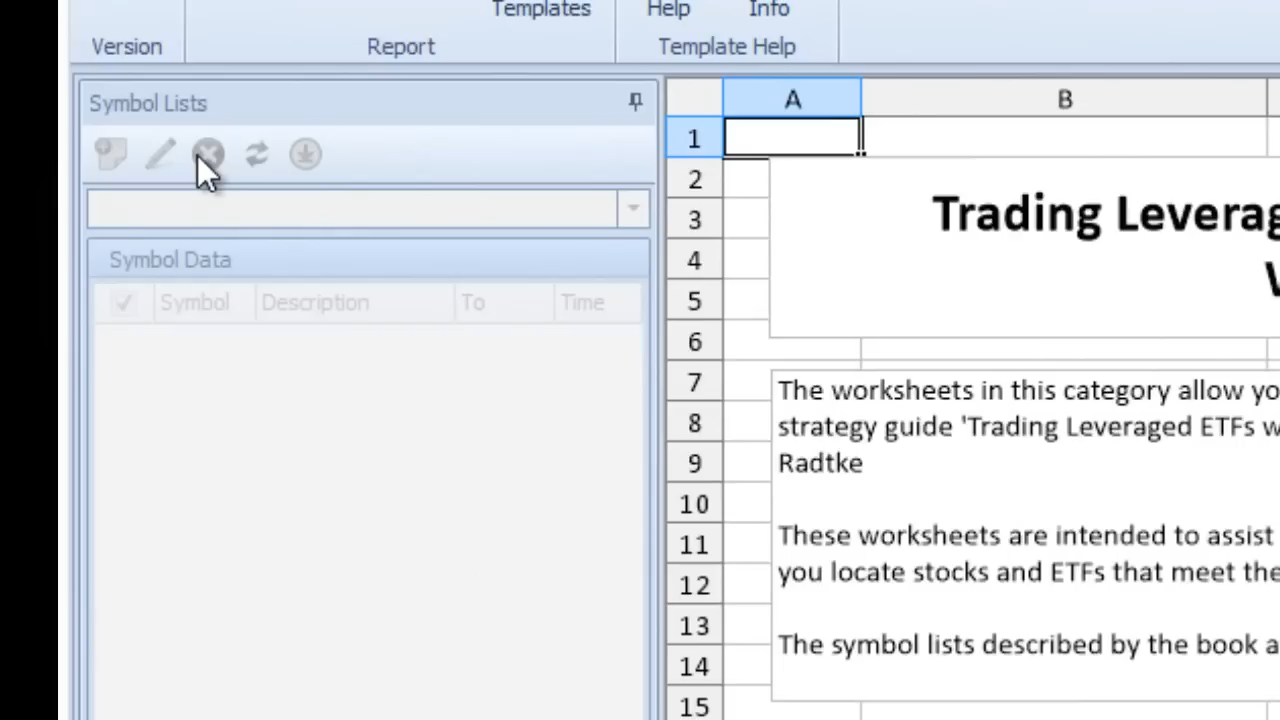 Templates
Help
Info
Version
Report
Template Help
Symbol Lists
Symbol Data
Symbol
Description
To
Time
A
B
1
2
3
4
5
6
7
8
9
10
11
12
13
14
15
Trading Leverag
The worksheets in this category allow yo
strategy guide 'Trading Leveraged ETFs w
Radtke
These worksheets are intended to assist
you locate stocks and ETFs that meet the
The symbol lists described by the book a